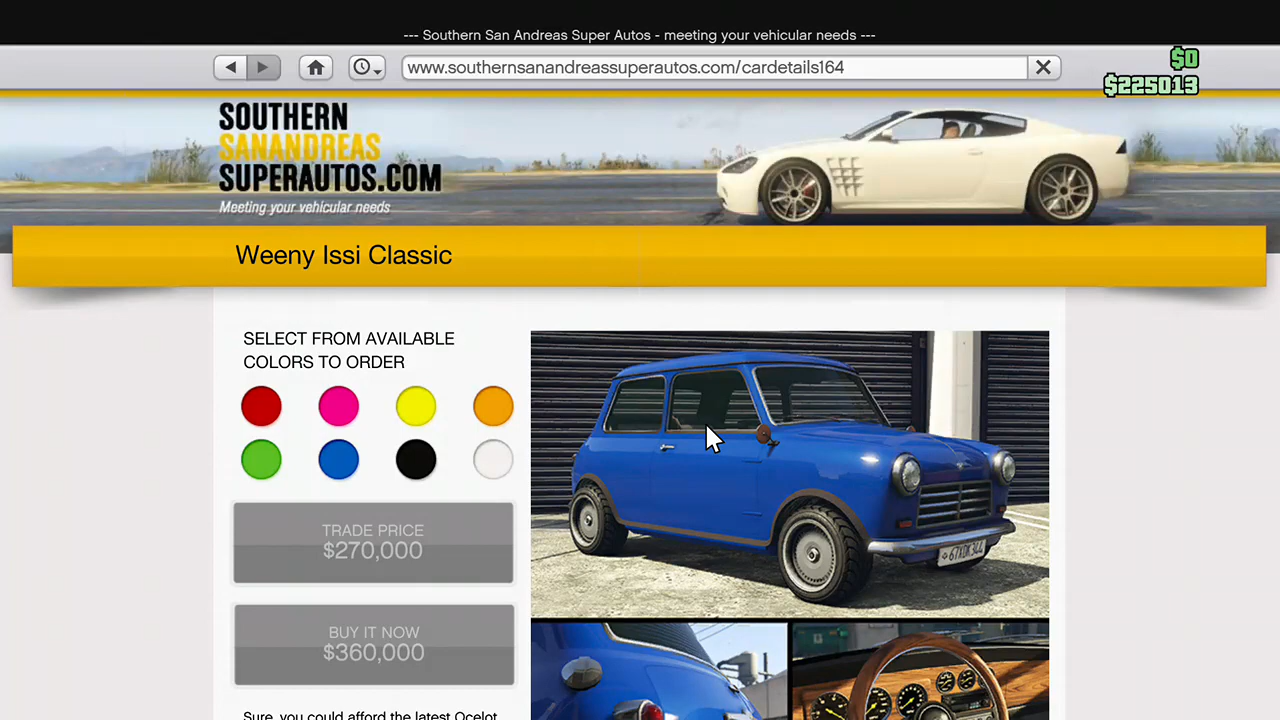 --- Southern San Andreas Super Autos - meeting your vehicular needs ---
www.southernsanandreassuperautos.com/cardetails164
$0
$225013
SOUTHERN
SANANDREAS
SUPERAUTOS.COM
Meeting your vehicular needs
Weeny Issi Classic
SELECT FROM AVAILABLE
COLORS TO ORDER
TRADE PRICE
$270,000
BUY IT NOW
$360,000
Sure, you could afford the latest Ocelot